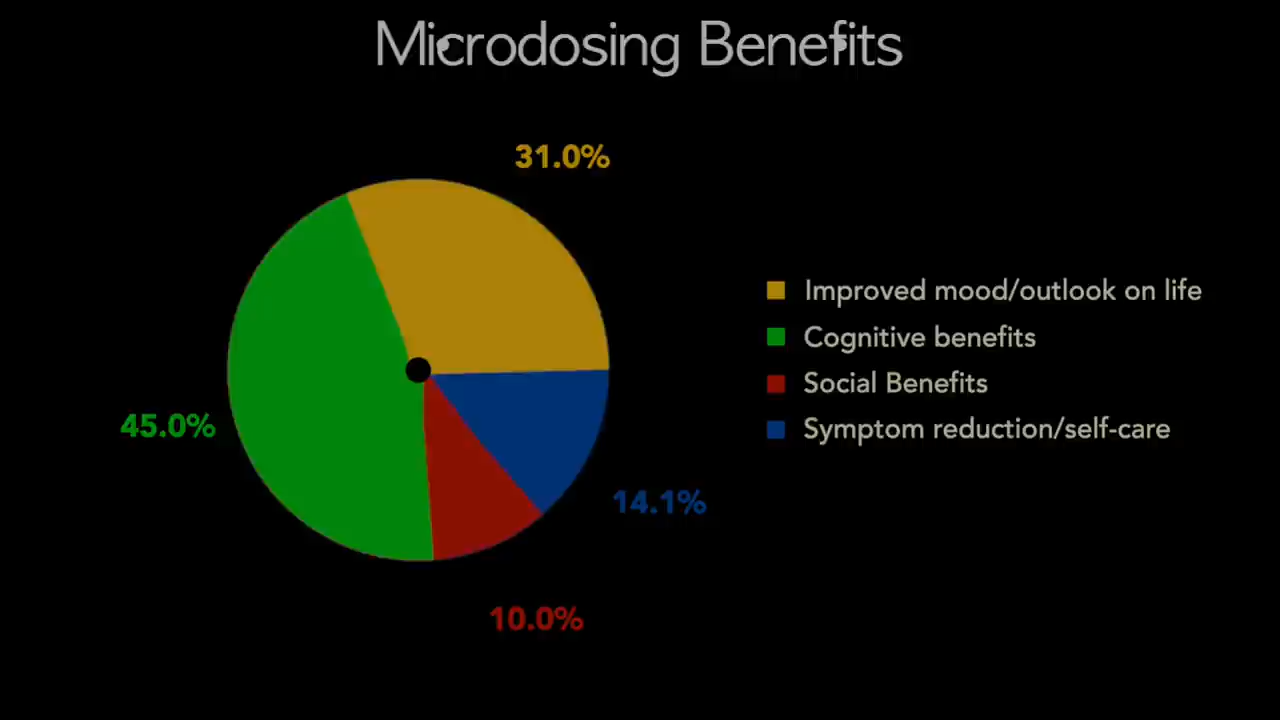 Microdosing Benefits
31.0%
Improved mood/outlook on life
Cognitive benefits
Social Benefits
45.0%
Symptom reduction/self-care
14.1%
10.0%